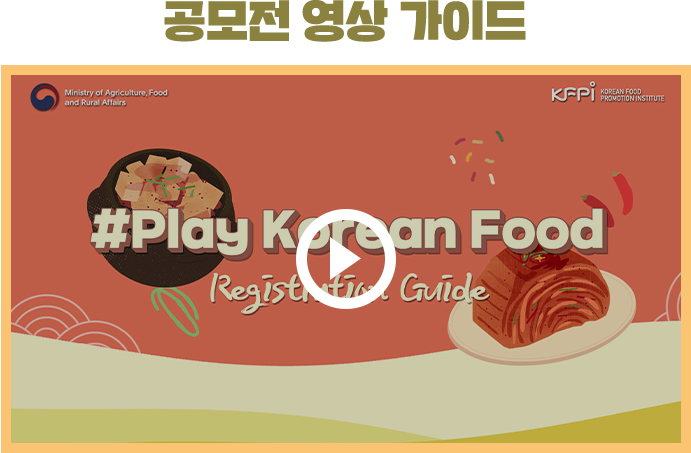 공모전 영상 가이드
Ministry of Agriculture, Food
and Rural Affairs
KFPI KOREAN FOOD
PROMOTION INSTITUTE
#Play Korean Food
Registration Guide